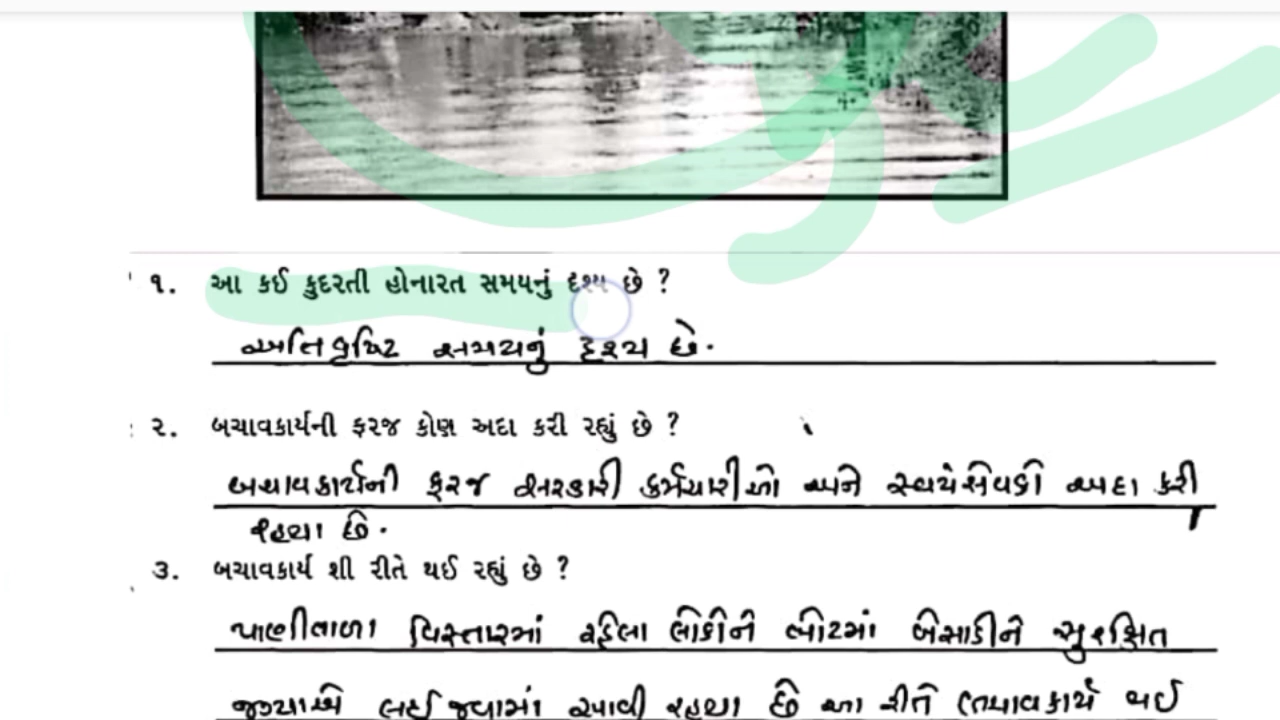 ૧. આ કઈ કુદરતી હોનારત સમયનું દૃશ્ય છે ?
અતિવૃષ્ટિ સમયનું દૃશ્ય છે.
૨. બચાવકાર્યની ફરજ કોણ અદા કરી રહ્યું છે ?
બચાવકાર્યની ફરજ સરકારી કર્મચારીઓ અને સ્વયંસેવકો અદા કરી
રહયા છે.
૩. બચાવકાર્ય શી રીતે થઈ રહ્યું છે ?
પાણીવાળા વિસ્તારમાં રહેલા લોકોને બોટમાં બેસાડીને સુરક્ષિત
જગ્યાએ લઈ જવામાં આવી રહયા છે આ રીતે બચાવકાર્ય થઈ